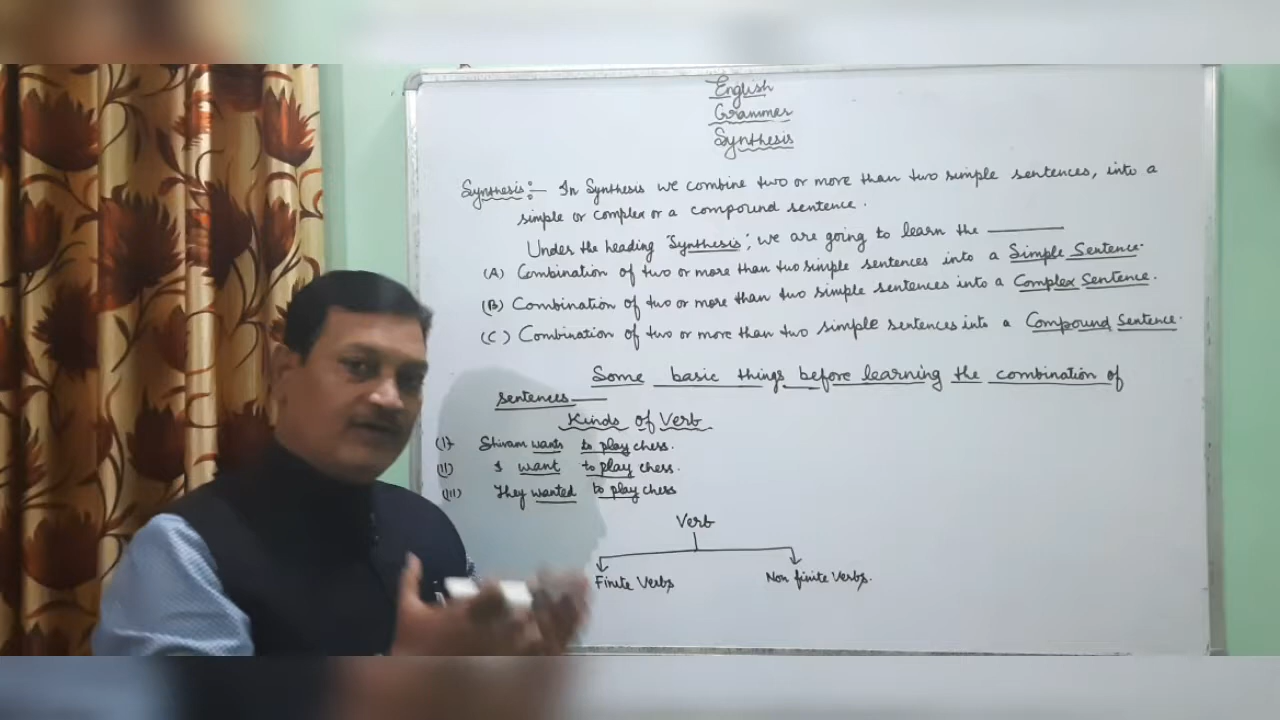 English
Grammer
Synthesis
Synthesis:— In Synthesis we combine two or more than two simple sentences, into a
simple or complex or a compound sentence.
Under the heading 'Synthesis', we are going to learn the ———
(A) Combination of two or more than two simple sentences into a Simple Sentence.
(B) Combination of two or more than two simple sentences into a Complex Sentence.
(C) Combination of two or more than two simple sentences into a Compound Sentence.
Some basic things before learning the combination of
sentences——
Kinds of Verb
(I) Shivam wants to play chess.
(II) I want to play chess.
(III) They wanted to play chess
Verb
Finite Verbs
Non finite Verbs.